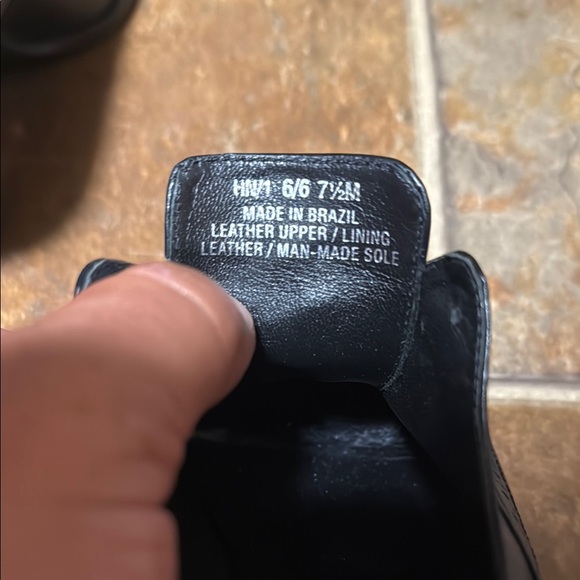 HN/1 6/6 7½M
MADE IN BRAZIL
LEATHER UPPER / LINING
LEATHER / MAN-MADE SOLE